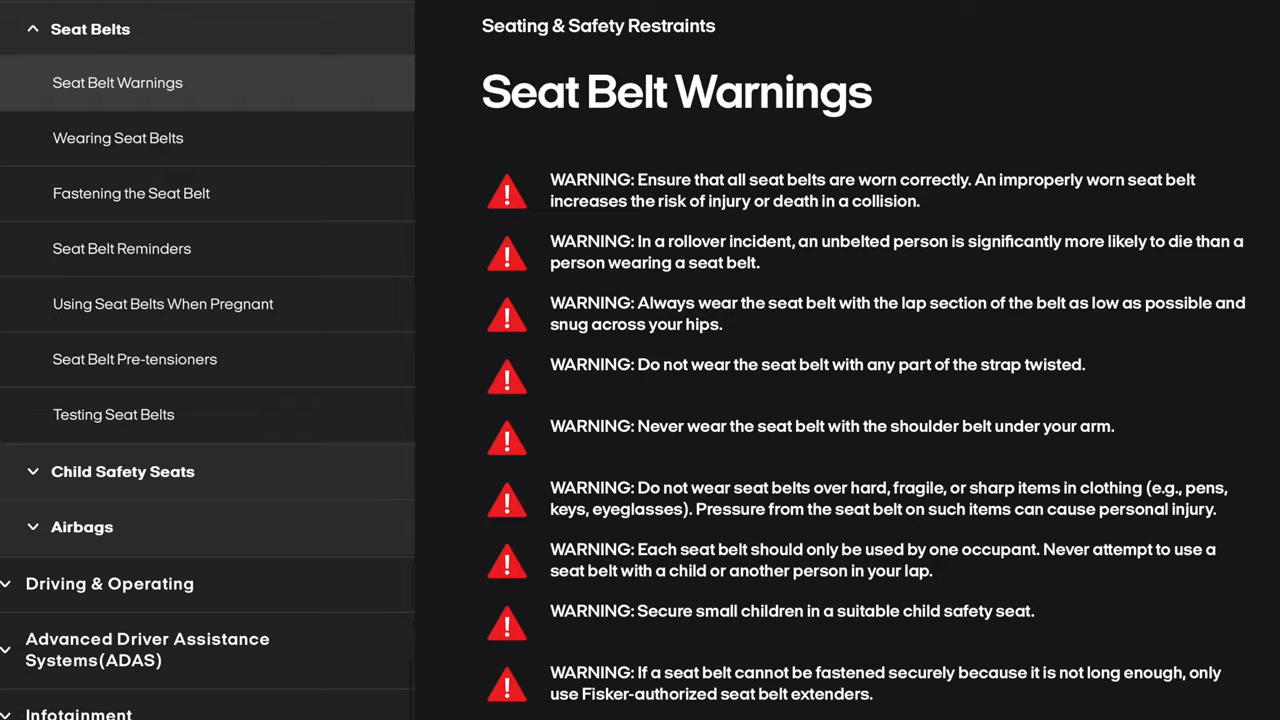 Seat Belts
Seat Belt Warnings
Wearing Seat Belts
Fastening the Seat Belt
Seat Belt Reminders
Using Seat Belts When Pregnant
Seat Belt Pre-tensioners
Testing Seat Belts
Child Safety Seats
Airbags
Driving & Operating
Advanced Driver Assistance
Systems(ADAS)
Infotainment
Seating & Safety Restraints
Seat Belt Warnings
WARNING: Ensure that all seat belts are worn correctly. An improperly worn seat belt
increases the risk of injury or death in a collision.
WARNING: In a rollover incident, an unbelted person is significantly more likely to die than a
person wearing a seat belt.
WARNING: Always wear the seat belt with the lap section of the belt as low as possible and
snug across your hips.
WARNING: Do not wear the seat belt with any part of the strap twisted.
WARNING: Never wear the seat belt with the shoulder belt under your arm.
WARNING: Do not wear seat belts over hard, fragile, or sharp items in clothing (e.g., pens,
keys, eyeglasses). Pressure from the seat belt on such items can cause personal injury.
WARNING: Each seat belt should only be used by one occupant. Never attempt to use a
seat belt with a child or another person in your lap.
WARNING: Secure small children in a suitable child safety seat.
WARNING: If a seat belt cannot be fastened securely because it is not long enough, only
use Fisker-authorized seat belt extenders.